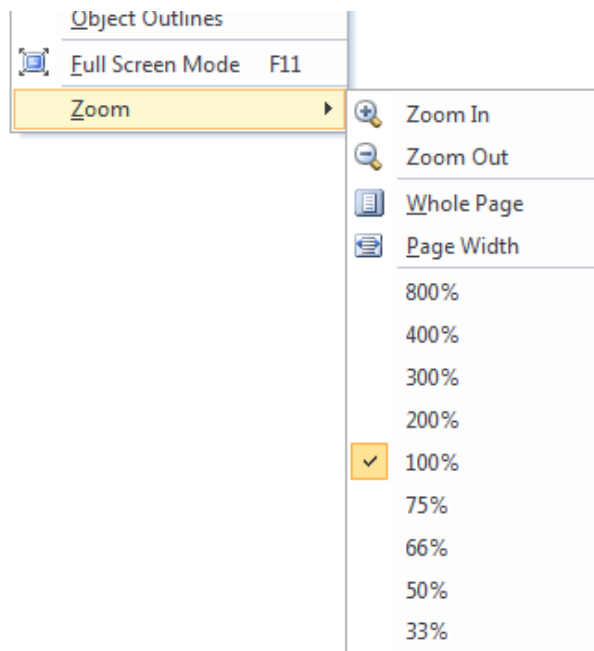 Object Outlines
Full Screen Mode F11
Zoom
Zoom In
Zoom Out
Whole Page
Page Width
800%
400%
300%
200%
100%
75%
66%
50%
33%